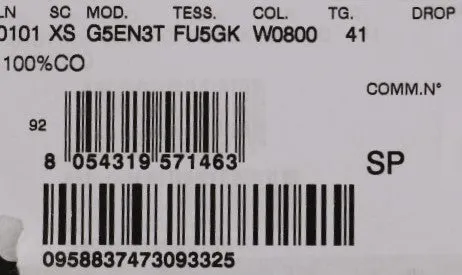 LN SC MOD. TESS. COL. TG. DROP
0101 XS G5EN3T FU5GK W0800 41
100%CO
COMM.N°
92
8 054319 571463
SP
0958837473093325